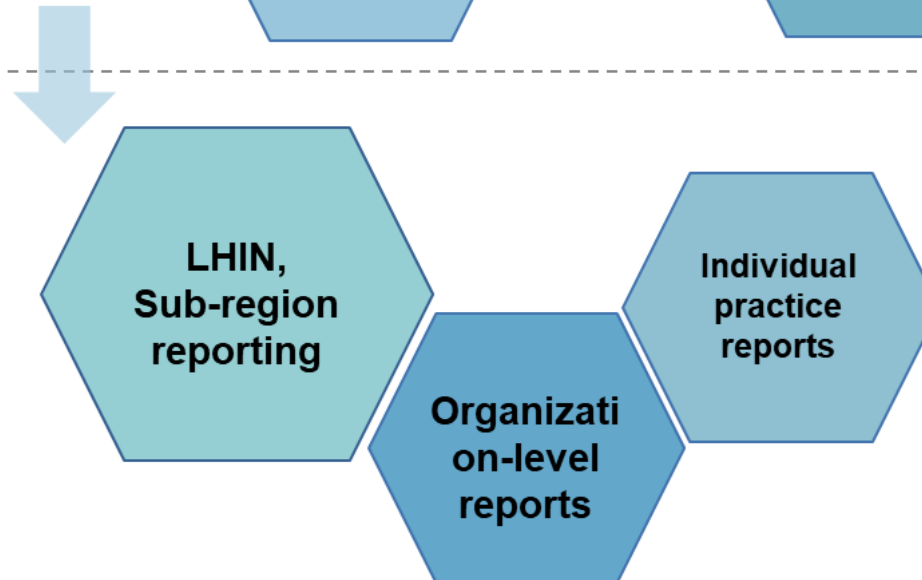 LHIN,
Sub-region
reporting
Organizati
on-level
reports
Individual
practice
reports